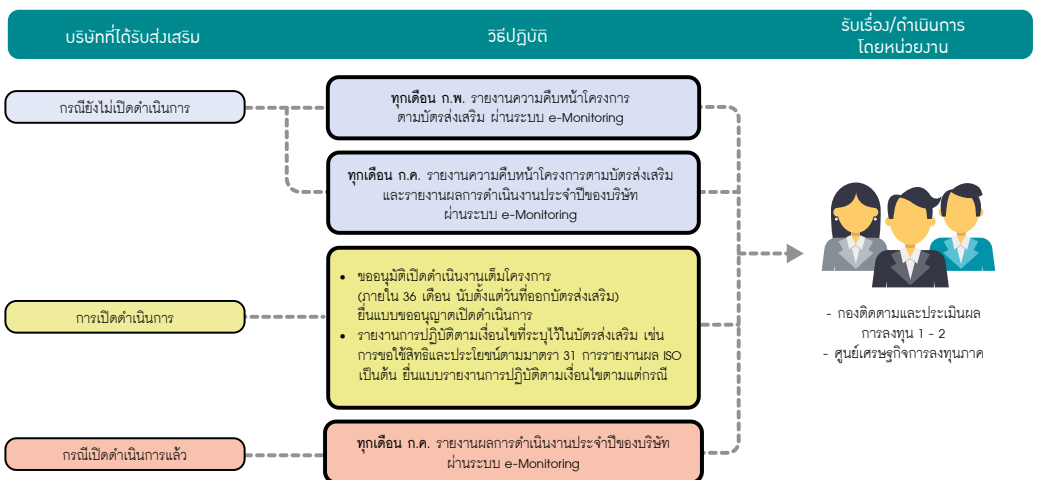 บริษัทที่ได้รับส่งเสริม
วิธีปฏิบัติ
รับเรื่อง/ดำเนินการ
โดยหน่วยงาน
กรณียังไม่เปิดดำเนินการ
ทุกเดือน ก.พ. รายงานความคืบหน้าโครงการ
ตามบัตรส่งเสริม ผ่านระบบ e-Monitoring
ทุกเดือน ก.ค. รายงานความคืบหน้าโครงการตามบัตรส่งเสริม
และรายงานผลการดำเนินงานประจำปีของบริษัท
ผ่านระบบ e-Monitoring
การเปิดดำเนินการ
• ขออนุมัติเปิดดำเนินงานเต็มโครงการ
(ภายใน 36 เดือน นับตั้งแต่วันที่ออกบัตรส่งเสริม)
ยื่นแบบขออนุญาตเปิดดำเนินการ
• รายงานการปฏิบัติตามเงื่อนไขที่ระบุไว้ในบัตรส่งเสริม เช่น
การขอใช้สิทธิและประโยชน์ตามมาตรา 31 การรายงานผล ISO
เป็นต้น ยื่นแบบรายงานการปฏิบัติตามเงื่อนไขตามแต่กรณี
กรณีเปิดดำเนินการแล้ว
ทุกเดือน ก.ค. รายงานผลการดำเนินงานประจำปีของบริษัท
ผ่านระบบ e-Monitoring
- กองติดตามและประเมินผล
การลงทุน 1 - 2
- ศูนย์เศรษฐกิจการลงทุนภาค